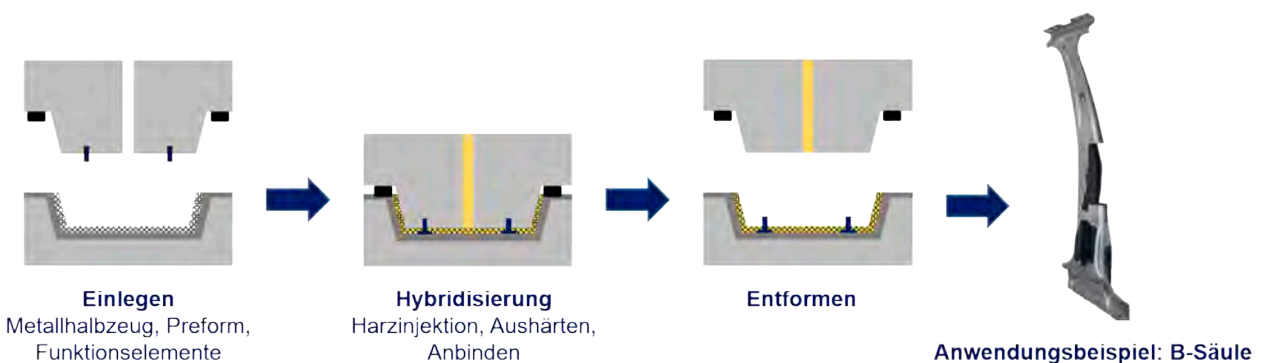 Einlegen
Metallhalbzeug, Preform,
Funktionselemente
Hybridisierung
Harzinjektion, Aushärten,
Anbinden
Entformen
Anwendungsbeispiel: B-Säule